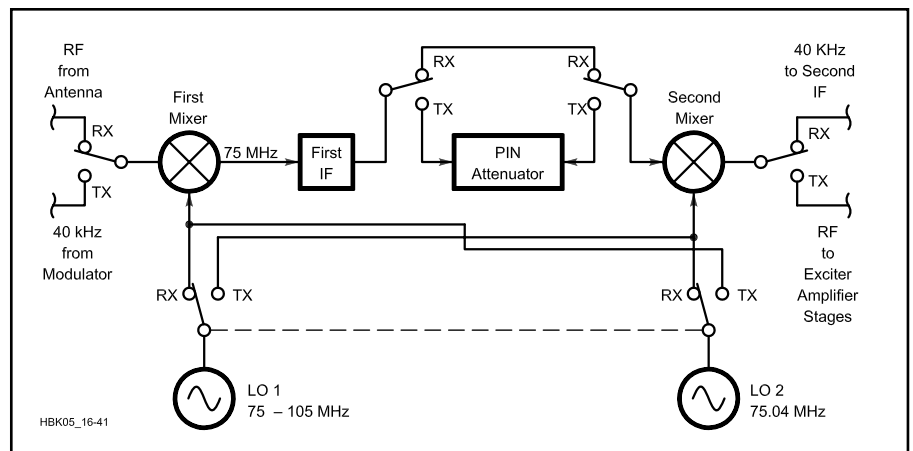 RF
from
Antenna
RX
TX
40 kHz
from
Modulator
First
Mixer
75 MHz
First
IF
RX
TX
PIN
Attenuator
RX
TX
Second
Mixer
40 KHz
to Second
IF
RX
TX
RF
to
Exciter
Amplifier
Stages
RX TX
RX TX
LO 1
75 – 105 MHz
LO 2
75.04 MHz
HBK05_16-41